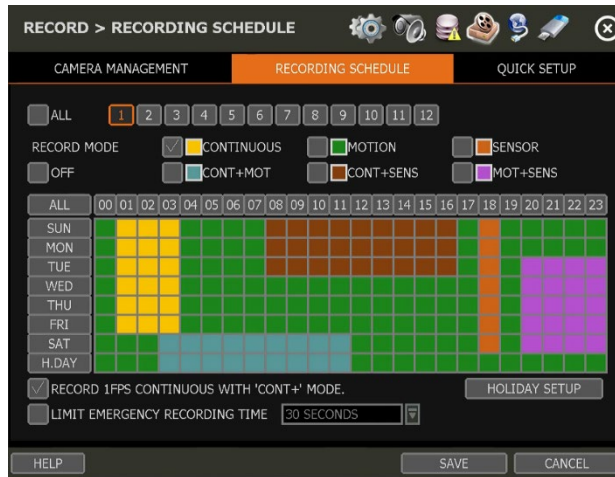 RECORD > RECORDING SCHEDULE
CAMERA MANAGEMENT RECORDING SCHEDULE QUICK SETUP
ALL 1 2 3 4 5 6 7 8 9 10 11 12
RECORD MODE CONTINUOUS MOTION SENSOR
OFF CONT+MOT CONT+SENS MOT+SENS
ALL 00 01 02 03 04 05 06 07 08 09 10 11 12 13 14 15 16 17 18 19 20 21 22 23
SUN
MON
TUE
WED
THU
FRI
SAT
H.DAY
RECORD 1FPS CONTINUOUS WITH 'CONT+' MODE. HOLIDAY SETUP
LIMIT EMERGENCY RECORDING TIME 30 SECONDS
HELP SAVE CANCEL